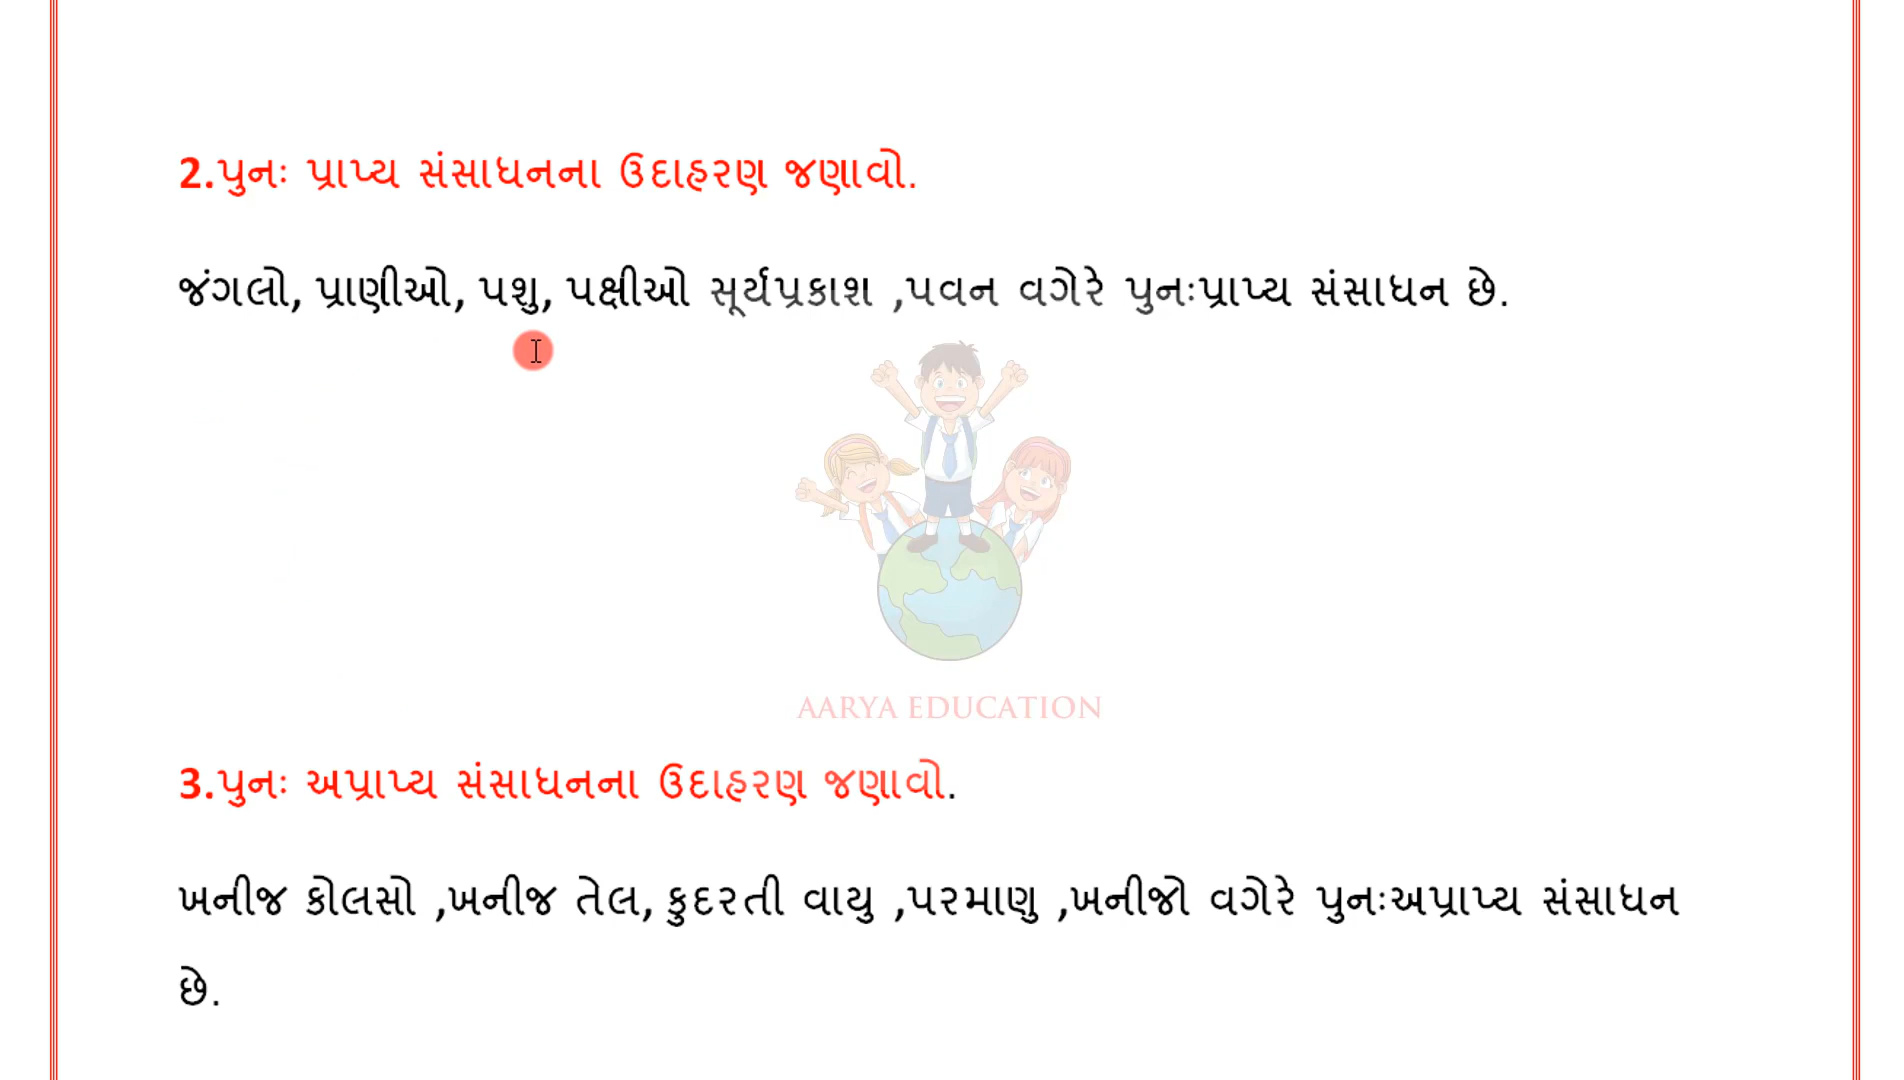 2.પુનઃ પ્રાપ્ય સંસાધનના ઉદાહરણ જણાવો.
જંગલો, પ્રાણીઓ, પશુ, પક્ષીઓ સૂર્યપ્રકાશ ,પવન વગેરે પુનઃપ્રાપ્ય સંસાધન છે.
AARYA EDUCATION
3.પુનઃ અપ્રાપ્ય સંસાધનના ઉદાહરણ જણાવો.
ખનીજ કોલસો ,ખનીજ તેલ, કુદરતી વાયુ ,પરમાણુ ,ખનીજો વગેરે પુનઃઅપ્રાપ્ય સંસાધન
છે.